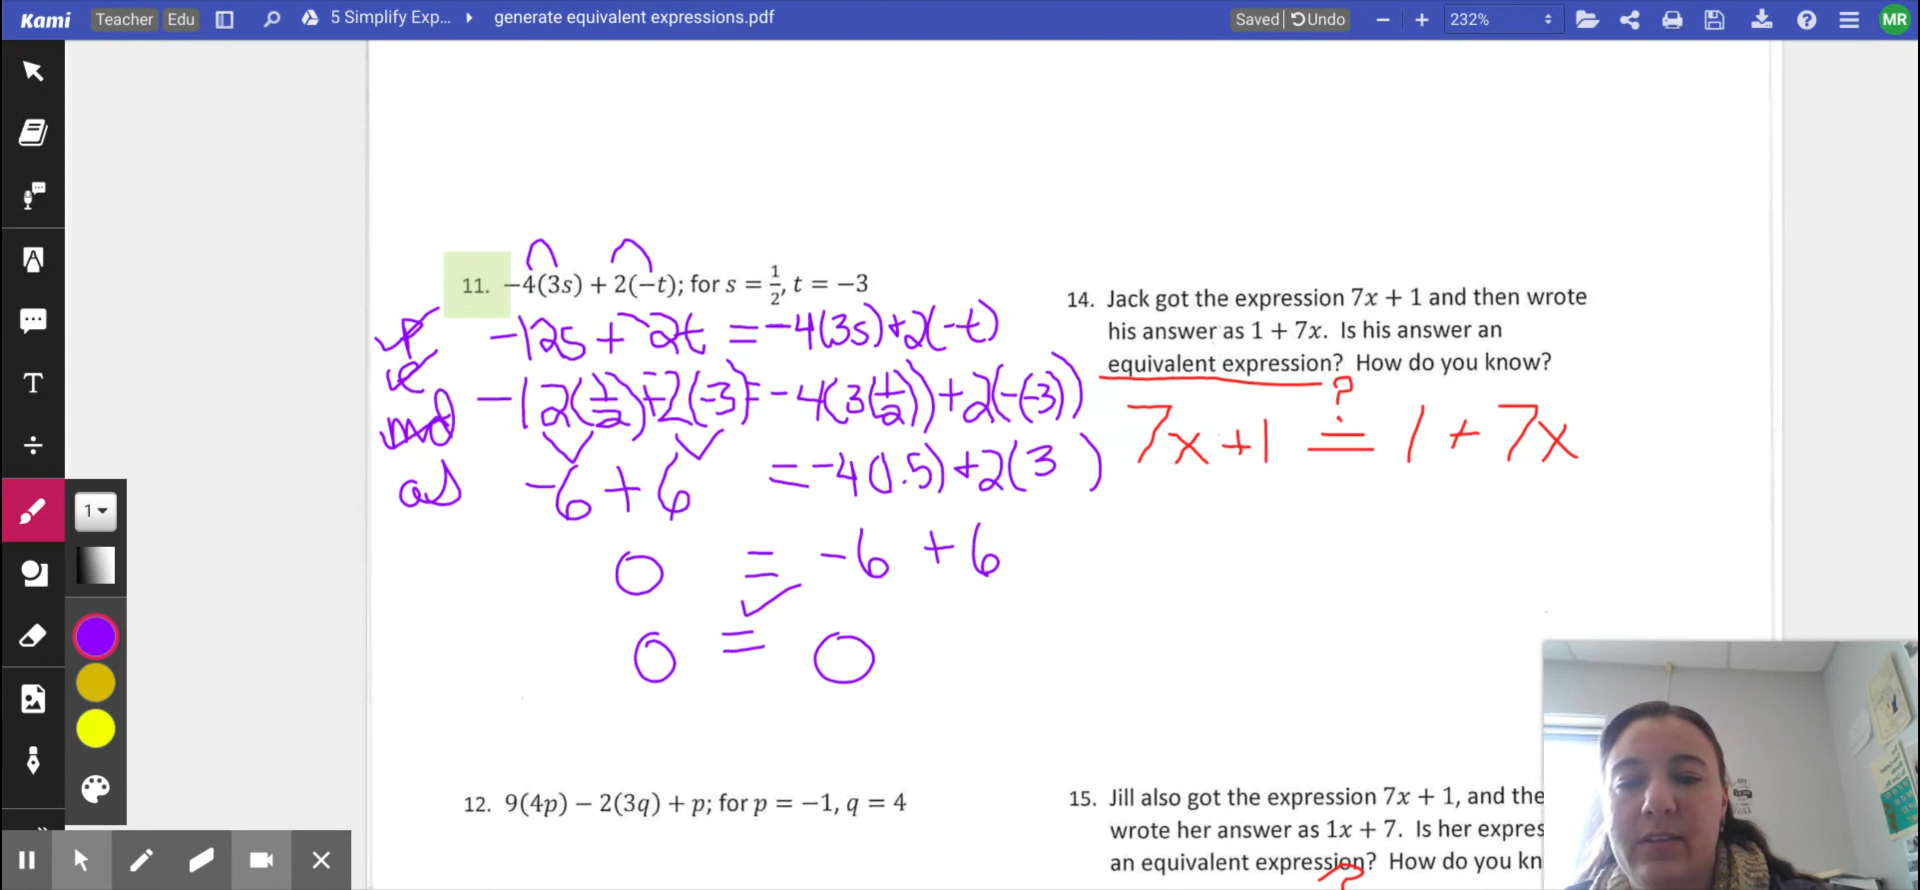 Kami Teacher Edu 5 Simplify Exp... generate equivalent expressions.pdf Saved Undo 232% MR
11. −4(3s) + 2(−t); for s = 1/2, t = −3
-12s + -2t = -4(3s)+2(-t)
-12(1/2)+-2(-3)= -4(3(1/2))+2(-(-3))
md
as
-6 + 6 = -4(1.5)+2(3 )
0 = -6 + 6
0 = 0
12. 9(4p) − 2(3q) + p; for p = −1, q = 4
14. Jack got the expression 7x + 1 and then wrote
his answer as 1 + 7x. Is his answer an
equivalent expression? How do you know?
?
7x+1 = 1 + 7x
15. Jill also got the expression 7x + 1, and the
wrote her answer as 1x + 7. Is her expres
an equivalent expression? How do you kn
?
T
1